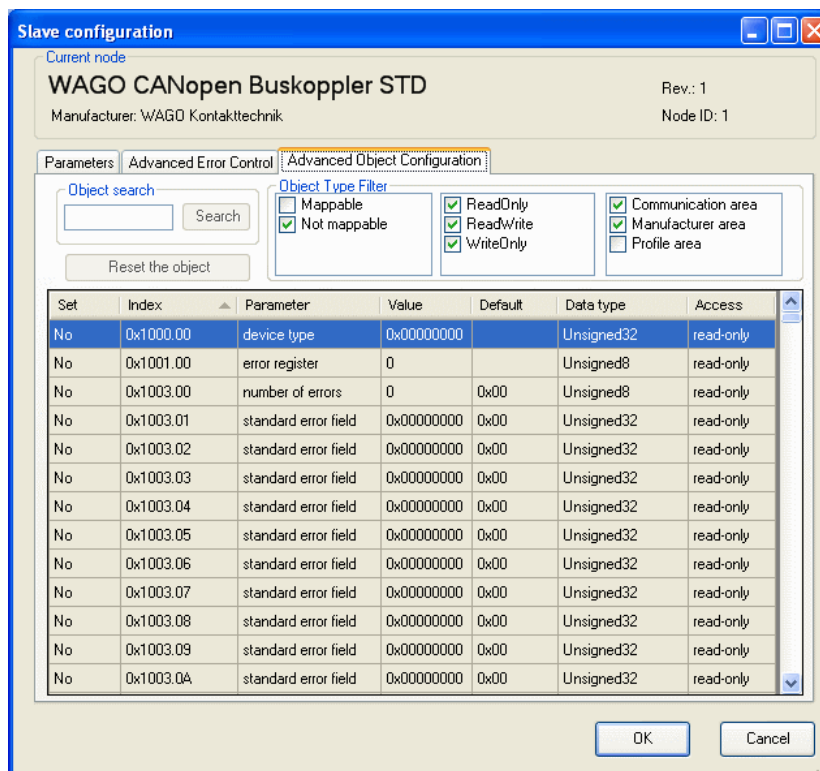 Slave configuration
Current node
WAGO CANopen Buskoppler STD
Rev.: 1
Manufacturer: WAGO Kontakttechnik
Node ID: 1
Parameters Advanced Error Control Advanced Object Configuration
Object search
Search
Reset the object
Object Type Filter
Mappable
Not mappable
ReadOnly
ReadWrite
WriteOnly
Communication area
Manufacturer area
Profile area
Set Index Parameter Value Default Data type Access
No 0x1000.00 device type 0x00000000 Unsigned32 read-only
No 0x1001.00 error register 0 Unsigned8 read-only
No 0x1003.00 number of errors 0 0x00 Unsigned8 read-only
No 0x1003.01 standard error field 0x00000000 0x00 Unsigned32 read-only
No 0x1003.02 standard error field 0x00000000 0x00 Unsigned32 read-only
No 0x1003.03 standard error field 0x00000000 0x00 Unsigned32 read-only
No 0x1003.04 standard error field 0x00000000 0x00 Unsigned32 read-only
No 0x1003.05 standard error field 0x00000000 0x00 Unsigned32 read-only
No 0x1003.06 standard error field 0x00000000 0x00 Unsigned32 read-only
No 0x1003.07 standard error field 0x00000000 0x00 Unsigned32 read-only
No 0x1003.08 standard error field 0x00000000 0x00 Unsigned32 read-only
No 0x1003.09 standard error field 0x00000000 0x00 Unsigned32 read-only
No 0x1003.0A standard error field 0x00000000 0x00 Unsigned32 read-only
OK Cancel